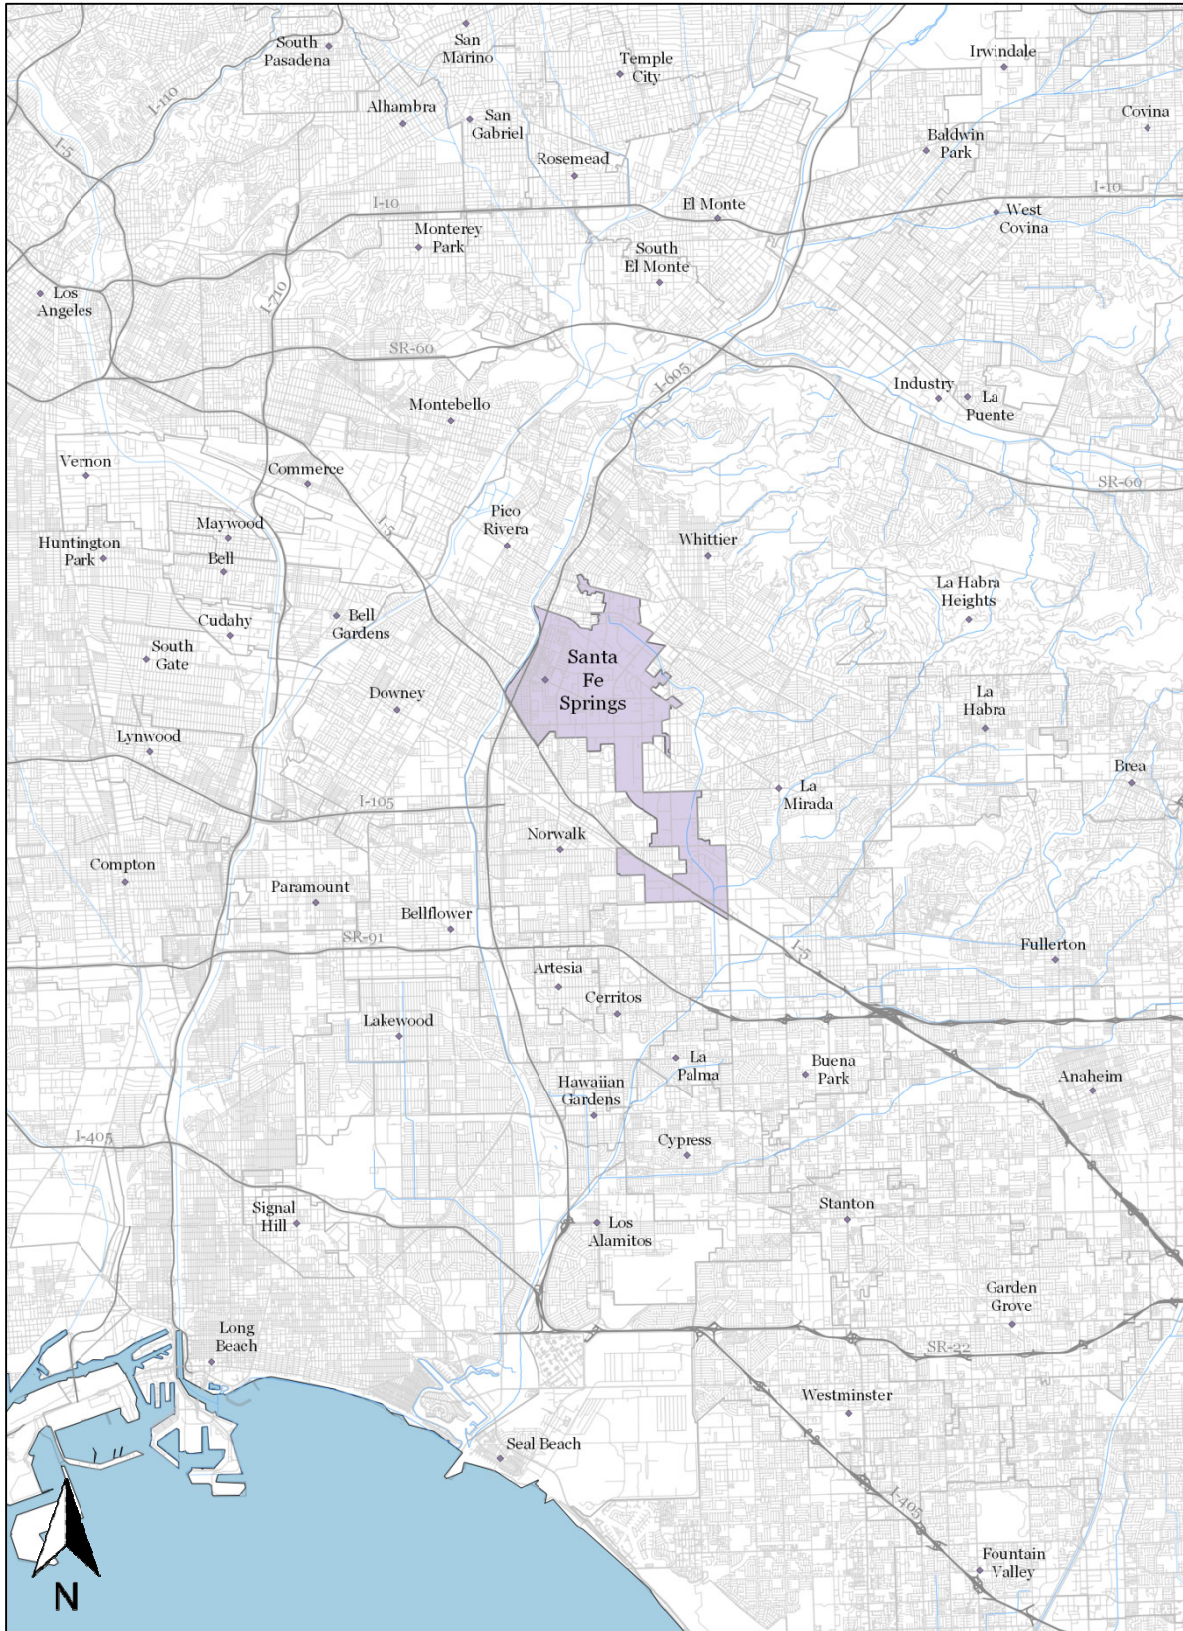 San
Marino
South
Pasadena
Temple
City
Irwindale
I-110
Alhambra
San
Gabriel
Covina
I-5
Baldwin
Park
Rosemead
I-10
I-10
El Monte
West
Covina
Monterey
Park
South
El Monte
Los
Angeles
I-710
SR-60
I-605
Industry
La
Puente
Montebello
Vernon
Commerce
SR-60
I-5
Pico
Rivera
Maywood
Huntington
Park
Bell
Whittier
La Habra
Heights
Cudahy
Bell
Gardens
South
Gate
Santa
Fe
Springs
Downey
La
Habra
Lynwood
Brea
La
Mirada
I-105
Norwalk
Compton
Paramount
Bellflower
SR-91
I-5
Fullerton
Artesia
Cerritos
Lakewood
La
Palma
Buena
Park
Anaheim
Hawaiian
Gardens
I-405
Cypress
Signal
Hill
Los
Alamitos
Stanton
Garden
Grove
Long
Beach
SR-22
Westminster
Seal Beach
I-405
Fountain
Valley
N